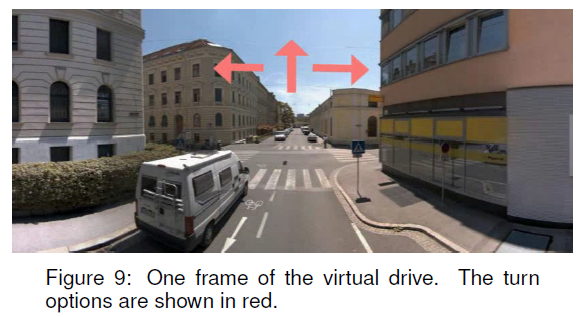 Figure 9: One frame of the virtual drive. The turn
options are shown in red.